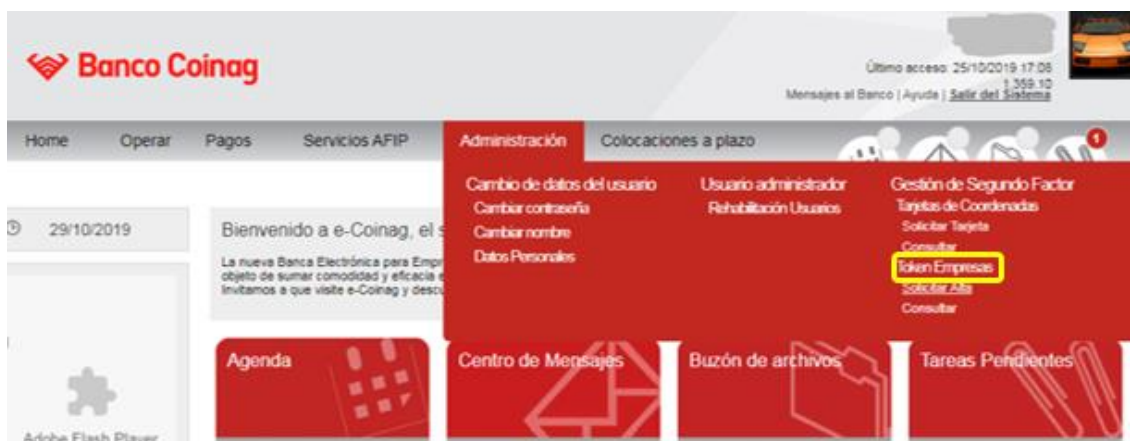 Banco Coinag
Último acceso: 25/10/2019 17:08
1.359.10
Mensajes al Banco | Ayuda | Salir del Sistema
Home Operar Pagos Servicios AFIP Administración Colocaciones a plazo
1
Cambio de datos del usuario
Cambiar contraseña
Cambiar nombre
Datos Personales
Usuario administrador
Rehabilitación Usuarios
Gestión de Segundo Factor
Tarjetas de Coordenadas
Solicitar Tarjeta
Consultar
Token Empresas
Solicitar Alta
Consultar
29/10/2019
Bienvenido a e-Coinag, el s
La nueva Banca Electrónica para Empr
objeto de sumar comodidad y eficacia e
Invitamos a que visite e-Coinag y descu
Agenda
Centro de Mensajes
Buzón de archivos
Tareas Pendientes
Adobe Flash Player